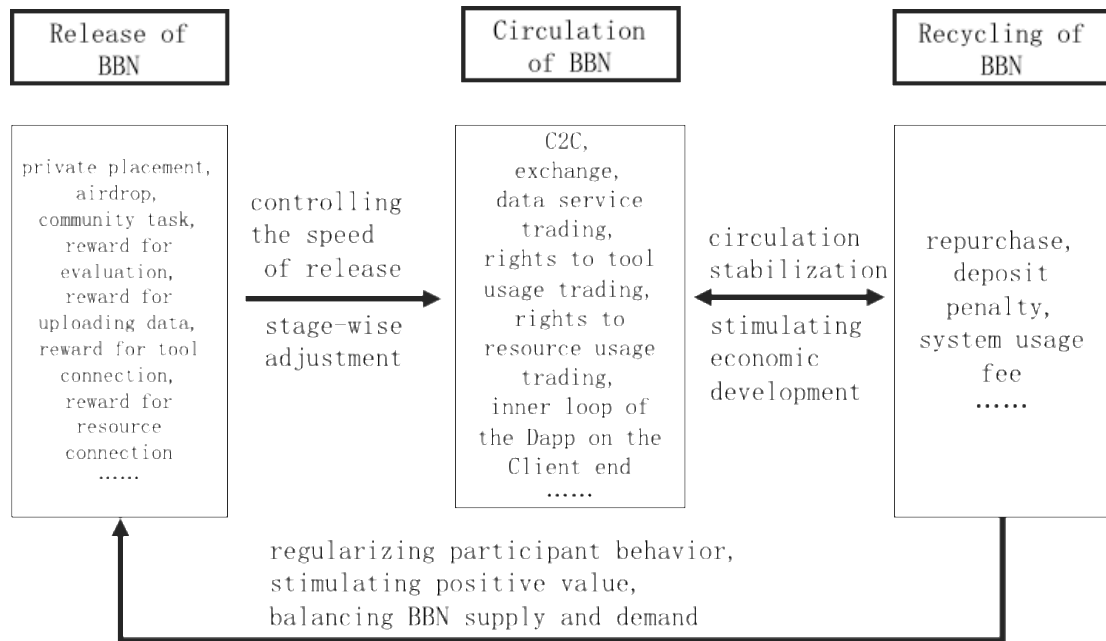 Release of
BBN
Circulation
of BBN
Recycling of
BBN
private placement,
airdrop,
community task,
reward for
evaluation,
reward for
uploading data,
reward for tool
connection,
reward for
resource
connection
......
controlling
the speed
of release
stage-wise
adjustment
C2C,
exchange,
data service
trading,
rights to tool
usage trading,
rights to
resource usage
trading,
inner loop of
the Dapp on the
Client end
......
circulation
stabilization
stimulating
economic
development
repurchase,
deposit
penalty,
system usage
fee
......
regularizing participant behavior,
stimulating positive value,
balancing BBN supply and demand